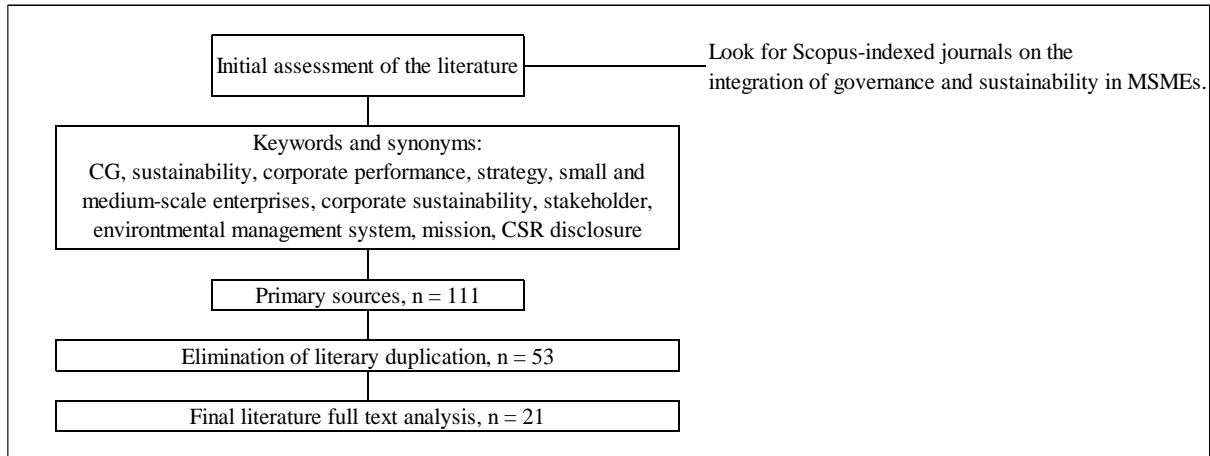 Initial assessment of the literature
Look for Scopus-indexed journals on the
integration of governance and sustainability in MSMEs.
Keywords and synonyms:
CG, sustainability, corporate performance, strategy, small and
medium-scale enterprises, corporate sustainability, stakeholder,
environtmental management system, mission, CSR disclosure
Primary sources, n = 111
Elimination of literary duplication, n = 53
Final literature full text analysis, n = 21